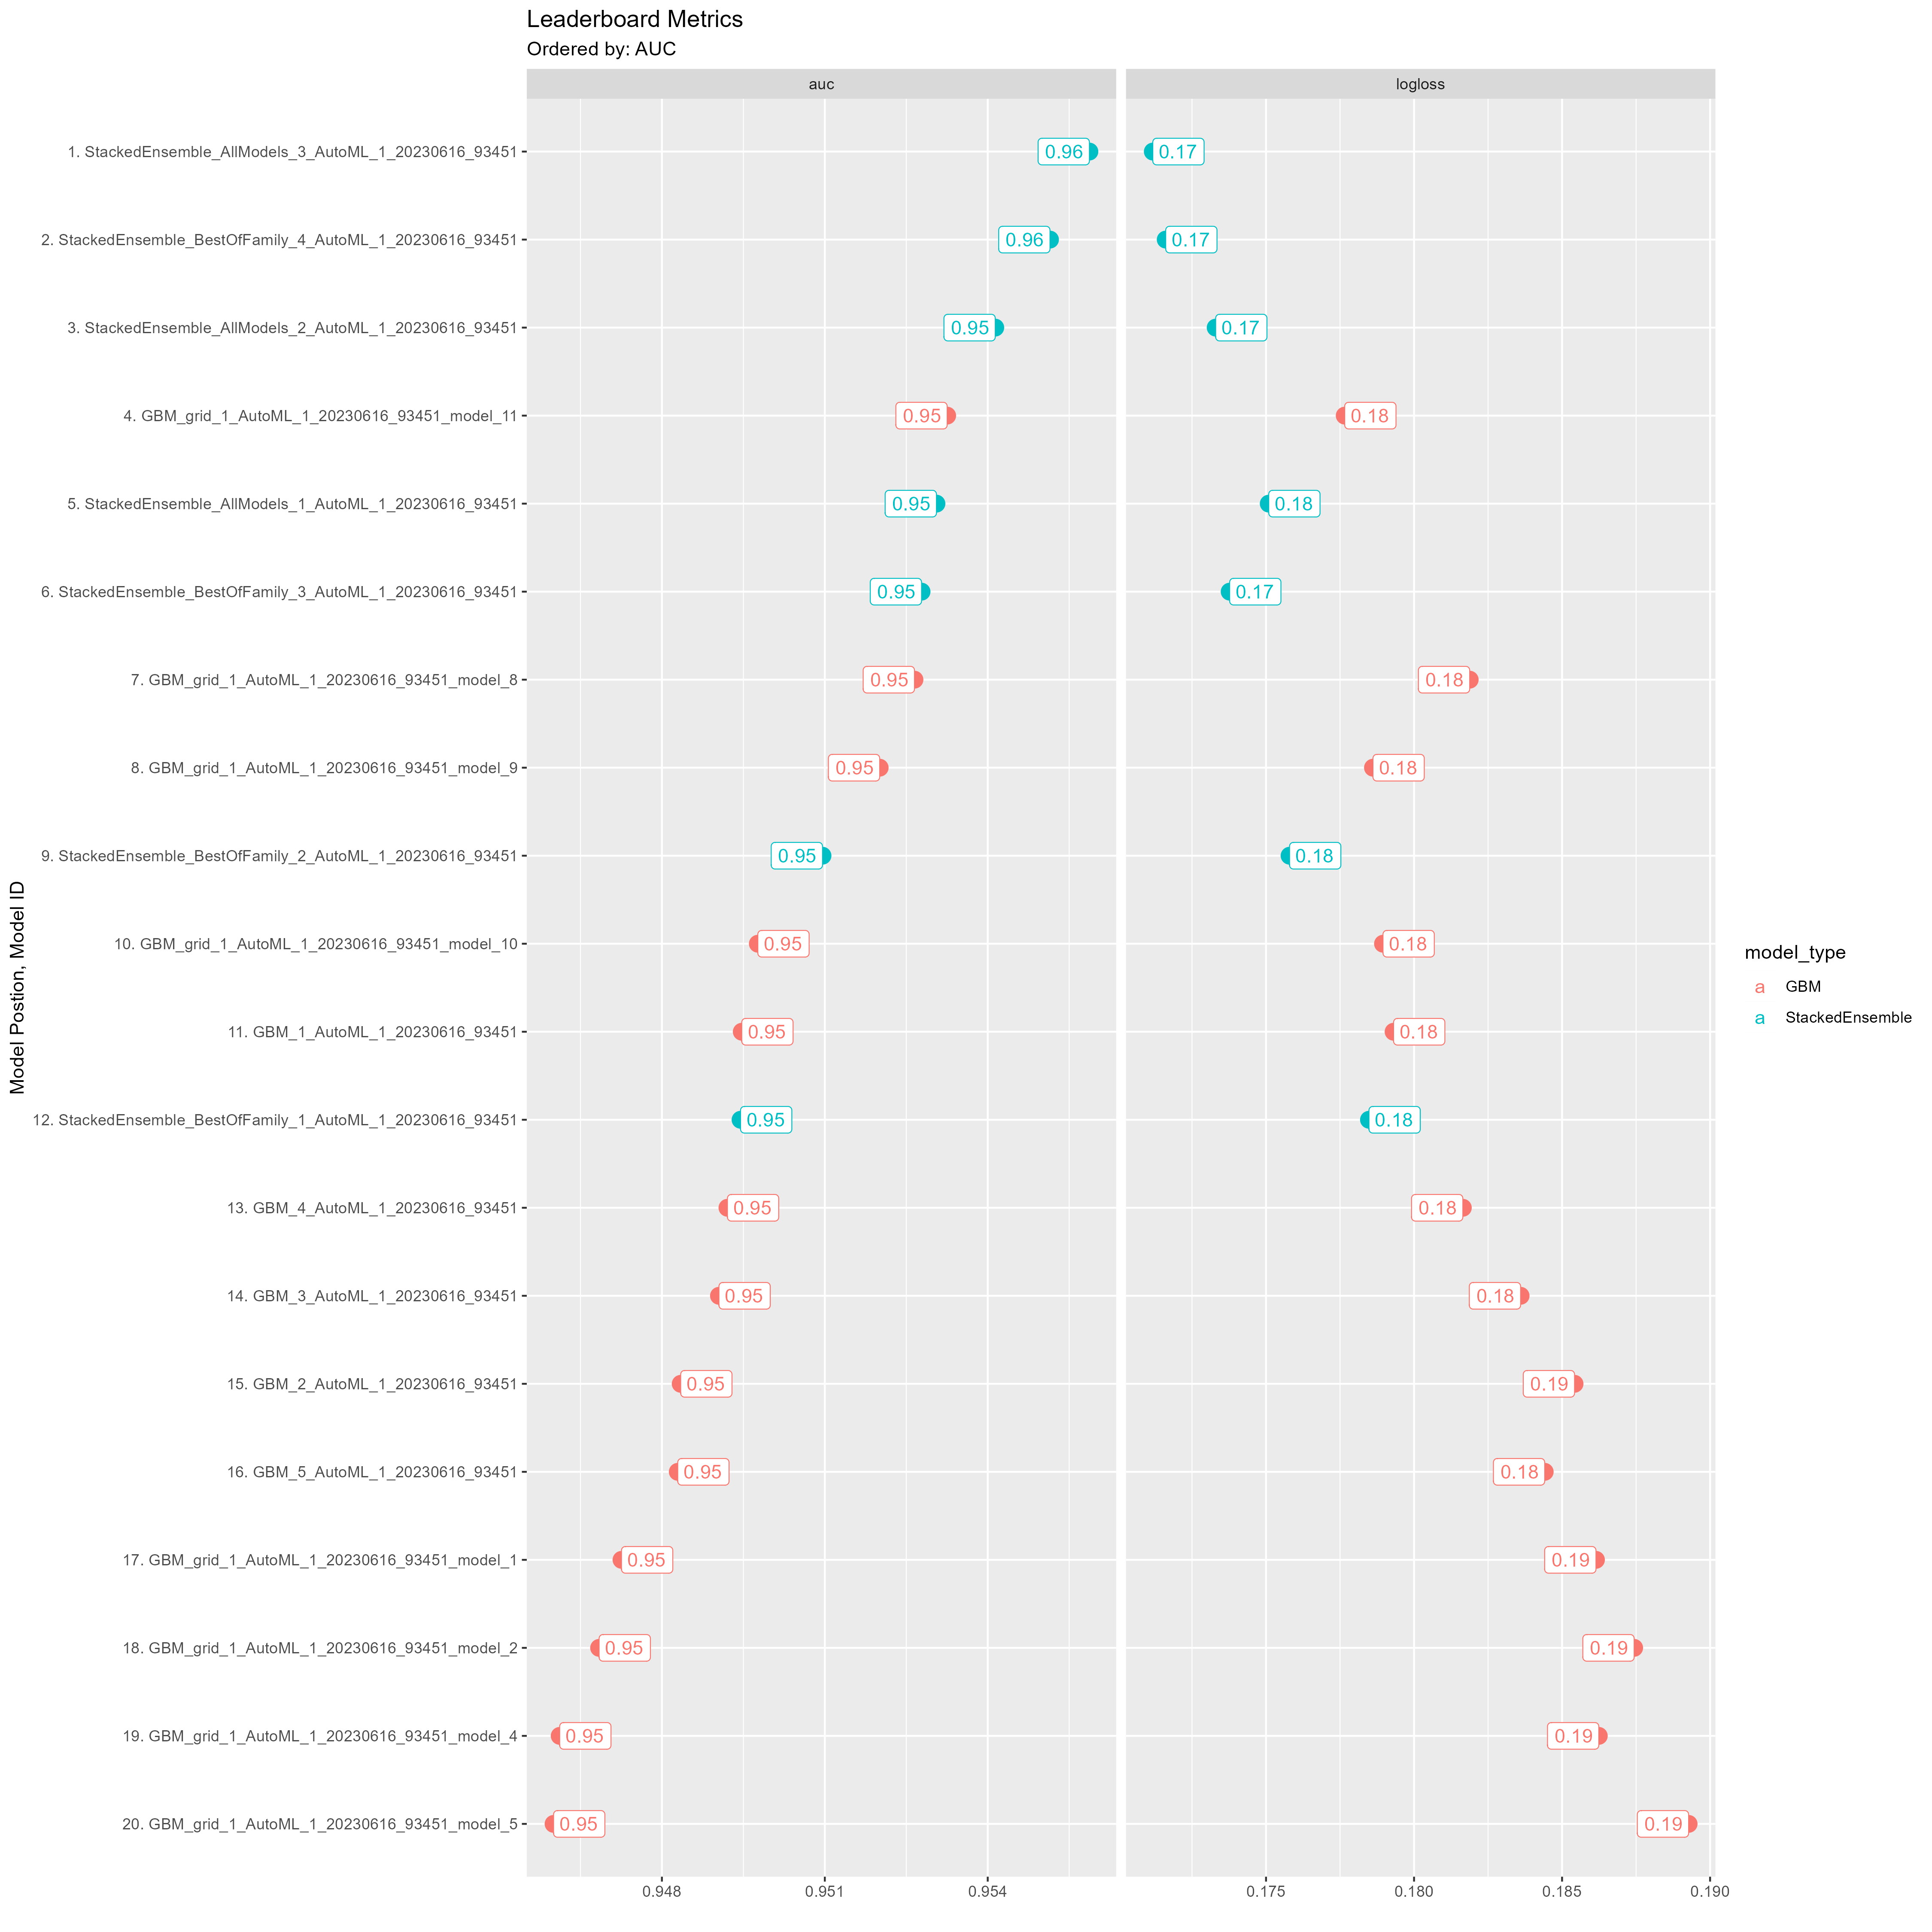 Leaderboard Metrics
Ordered by: AUC
auc logloss
1. StackedEnsemble_AllModels_3_AutoML_1_20230616_93451 0.96 0.17
2. StackedEnsemble_BestOfFamily_4_AutoML_1_20230616_93451 0.96 0.17
3. StackedEnsemble_AllModels_2_AutoML_1_20230616_93451 0.95 0.17
4. GBM_grid_1_AutoML_1_20230616_93451_model_11 0.95 0.18
5. StackedEnsemble_AllModels_1_AutoML_1_20230616_93451 0.95 0.18
6. StackedEnsemble_BestOfFamily_3_AutoML_1_20230616_93451 0.95 0.17
7. GBM_grid_1_AutoML_1_20230616_93451_model_8 0.95 0.18
8. GBM_grid_1_AutoML_1_20230616_93451_model_9 0.95 0.18
9. StackedEnsemble_BestOfFamily_2_AutoML_1_20230616_93451 0.95 0.18
10. GBM_grid_1_AutoML_1_20230616_93451_model_10 0.95 0.18
11. GBM_1_AutoML_1_20230616_93451 0.95 0.18
12. StackedEnsemble_BestOfFamily_1_AutoML_1_20230616_93451 0.95 0.18
13. GBM_4_AutoML_1_20230616_93451 0.95 0.18
14. GBM_3_AutoML_1_20230616_93451 0.95 0.18
15. GBM_2_AutoML_1_20230616_93451 0.95 0.19
16. GBM_5_AutoML_1_20230616_93451 0.95 0.18
17. GBM_grid_1_AutoML_1_20230616_93451_model_1 0.95 0.19
18. GBM_grid_1_AutoML_1_20230616_93451_model_2 0.95 0.19
19. GBM_grid_1_AutoML_1_20230616_93451_model_4 0.95 0.19
20. GBM_grid_1_AutoML_1_20230616_93451_model_5 0.95 0.19
0.948 0.951 0.954 0.175 0.180 0.185 0.190
Model Postion, Model ID
model_type
a GBM
a StackedEnsemble